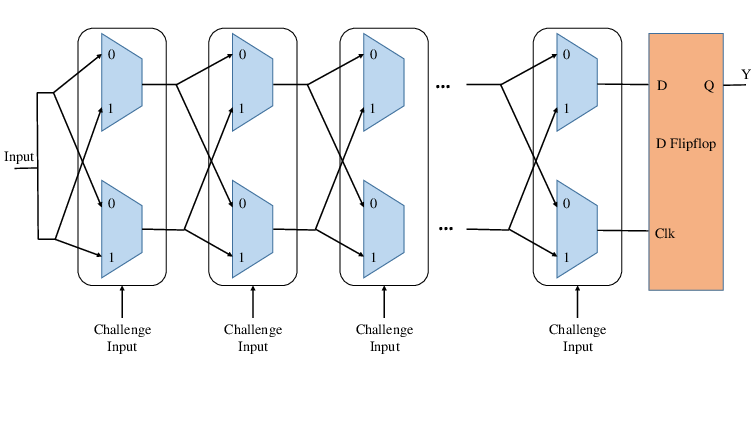 0
0
0
0
1
1
1
1
...
D
Q
Y
D Flipflop
Input
0
0
0
0
1
1
1
1
...
Clk
Challenge
Input
Challenge
Input
Challenge
Input
Challenge
Input